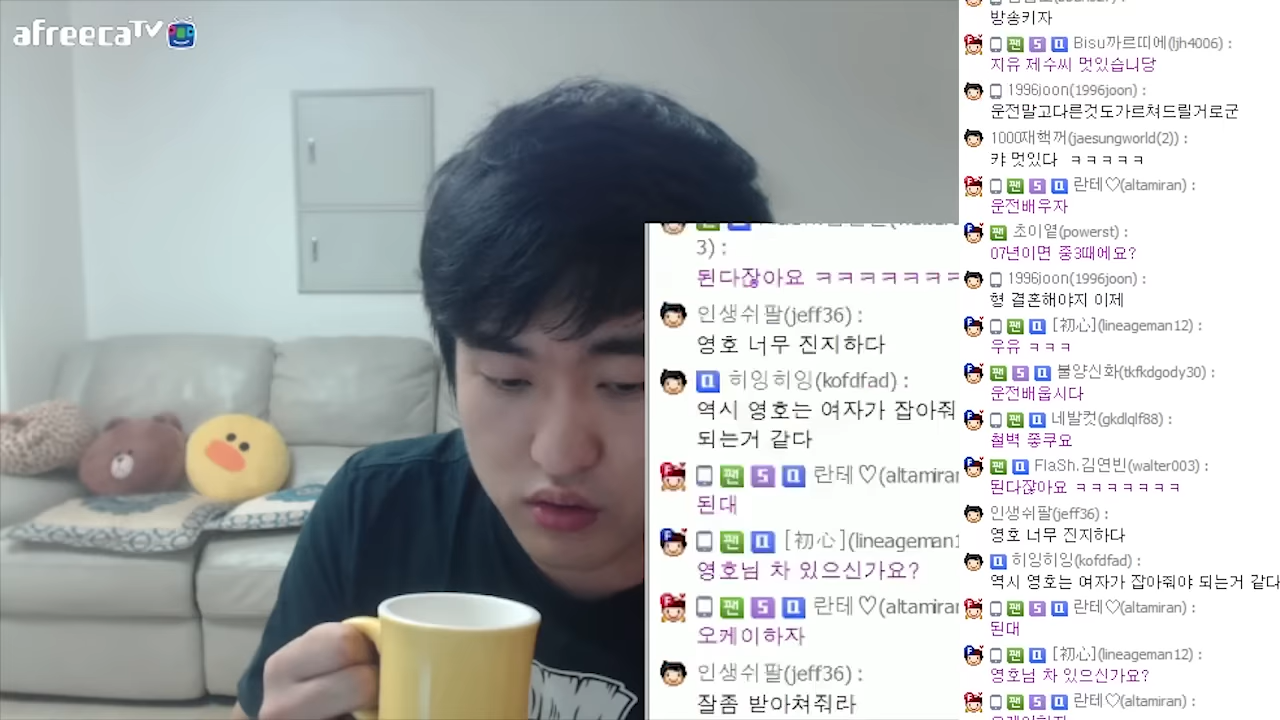 afreecaTV
3) :
된다잖아요 ㅋㅋㅋㅋㅋㅋㅋ
인생쉬팔(jeff36) :
영호 너무 진지하다
히잉히잉(kofdfad) :
역시 영호는 여자가 잡아줘
되는거 같다
란테♡(altamiran
된대
[初心](lineageman1
영호님 차 있으신가요?
란테♡(altamiran
오케이하자
인생쉬팔(jeff36) :
잘좀 받아쳐줘라
방송키자
Bisu까르띠에(ljh4006) :
지유 제수씨 멋있습니당
1996joon(1996joon) :
운전말고다른것도가르쳐드릴거로군
1000재핵꺼(jaesungworld(2)) :
캬 멋있다 ㅋㅋㅋㅋㅋ
란테♡(altamiran) :
운전배우자
초이옅(powerst) :
07년이면 중3때에요?
1996joon(1996joon) :
형 결혼해야지 이제
[初心](lineageman12) :
우유 ㅋㅋㅋ
불양신화(tkfkdgody30) :
운전배웁시다
네발컷(gkdlqlf88) :
철벽 좋쿠요
FlaSh.김연빈(walter003) :
된다잖아요 ㅋㅋㅋㅋㅋㅋㅋ
인생쉬팔(jeff36) :
영호 너무 진지하다
히잉히잉(kofdfad) :
역시 영호는 여자가 잡아줘야 되는거 같다
란테♡(altamiran) :
된대
[初心](lineageman12) :
영호님 차 있으신가요?
란테♡(altamiran) :
오케이하자